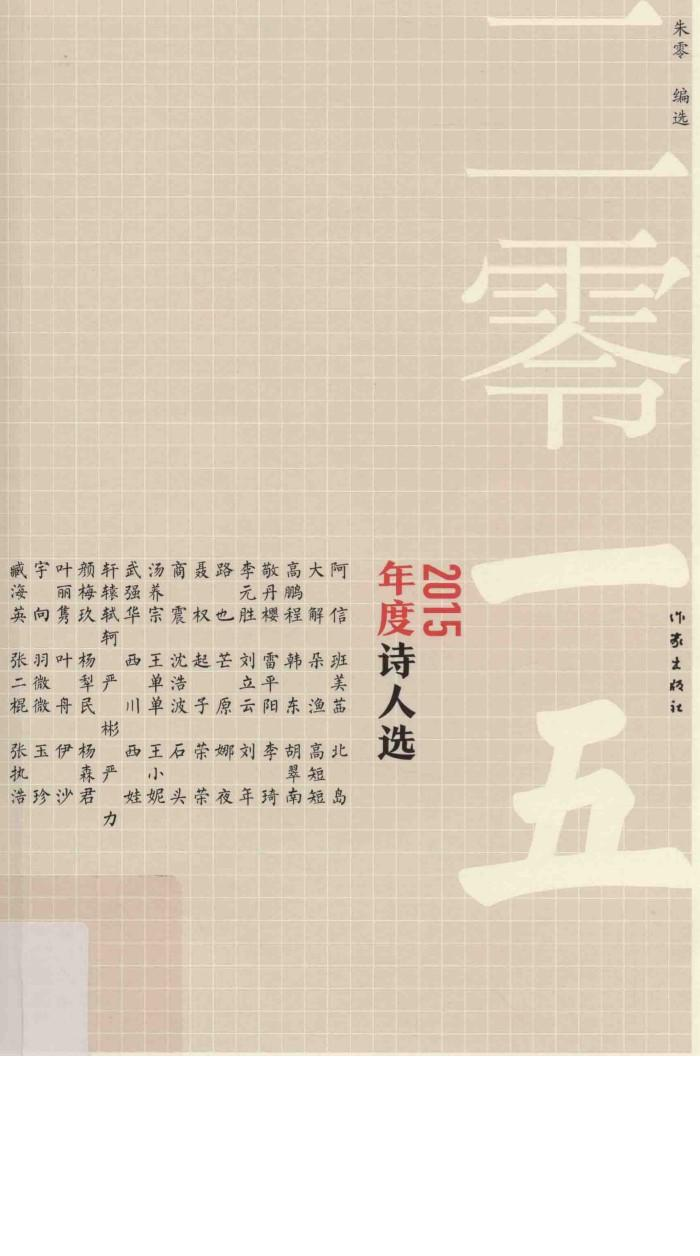 朱零 编选
二零一五
作家出版社
2015
年度诗人选
阿信 班美茜 北岛
大解 朵渔 高短短
高鹏程 韩东 胡翠南
敬丹樱 雷平阳 李琦
李元胜 刘立云 刘年
路也 芒原 娜夜
聂权 起子 荣荣
商震 沈浩波 石头
汤养宗 王单单 王小妮
武强华 西川 西娃
轩辕轼轲 严彬 严力
颜梅玖 杨犁民 杨森君
叶丽隽 叶舟 伊沙
宇向 羽微微 玉珍
臧海英 张二棍 张执浩